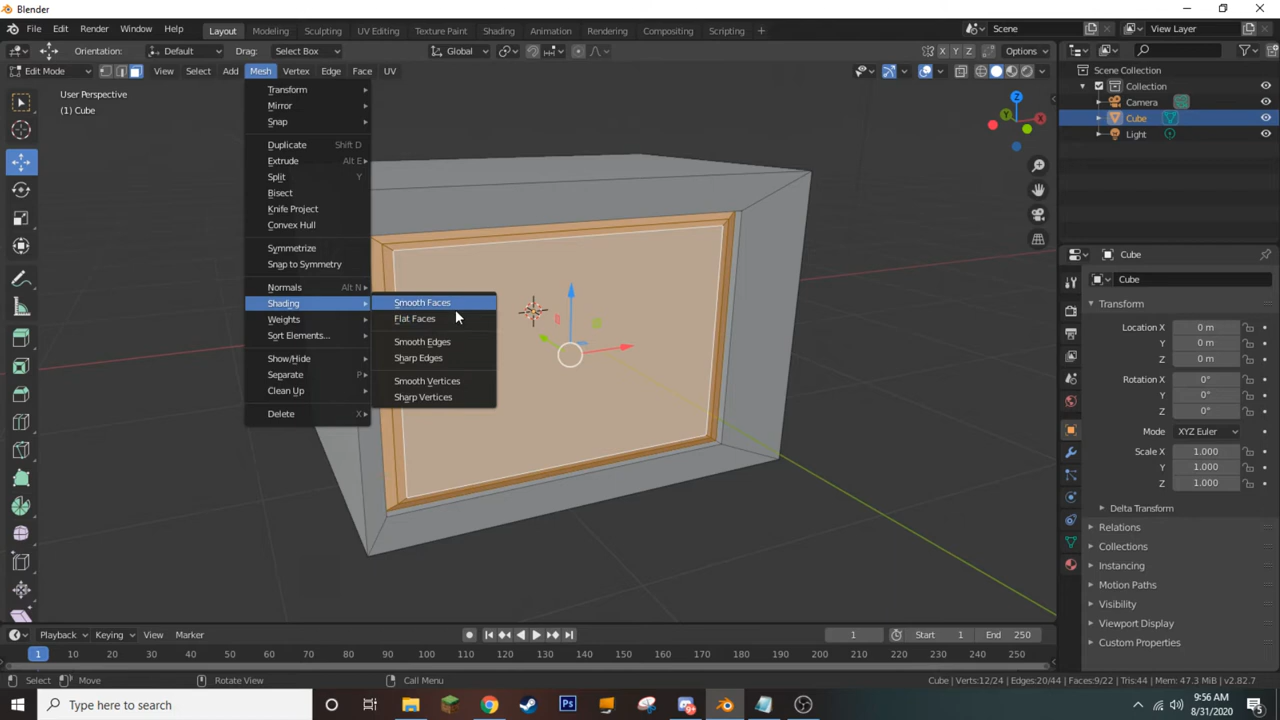 Blender
File Edit Render Window Help Layout Modeling Sculpting UV Editing Texture Paint Shading Animation Rendering Compositing Scripting + Scene View Layer
Orientation: Default Drag: Select Box Global X Y Z Options
Edit Mode View Select Add Mesh Vertex Edge Face UV
User Perspective
(1) Cube
Transform
Mirror
Snap
Duplicate Shift D
Extrude Alt E
Split Y
Bisect
Knife Project
Convex Hull
Symmetrize
Snap to Symmetry
Normals Alt N
Shading
Weights
Sort Elements...
Show/Hide
Separate P
Clean Up
Delete X
Smooth Faces
Flat Faces
Smooth Edges
Sharp Edges
Smooth Vertices
Sharp Vertices
Z
Y
X
Scene Collection
Collection
Camera
Cube
Light
Cube
Cube
Transform
Location X 0 m
Y 0 m
Z 0 m
Rotation X 0°
Y 0°
Z 0°
Mode XYZ Euler
Scale X 1.000
Y 1.000
Z 1.000
Delta Transform
Relations
Collections
Instancing
Motion Paths
Visibility
Viewport Display
Custom Properties
Playback Keying View Marker 1 Start 1 End 250
1 10 20 30 40 50 60 70 80 90 100 110 120 130 140 150 160 170 180 190 200 210 220 230 240 250
Select Move Rotate View Call Menu Cube | Verts:12/24 | Edges:20/44 | Faces:9/22 | Tris:44 | Mem: 47.3 MiB | v2.82.7
Type here to search
9:56 AM
8/31/2020